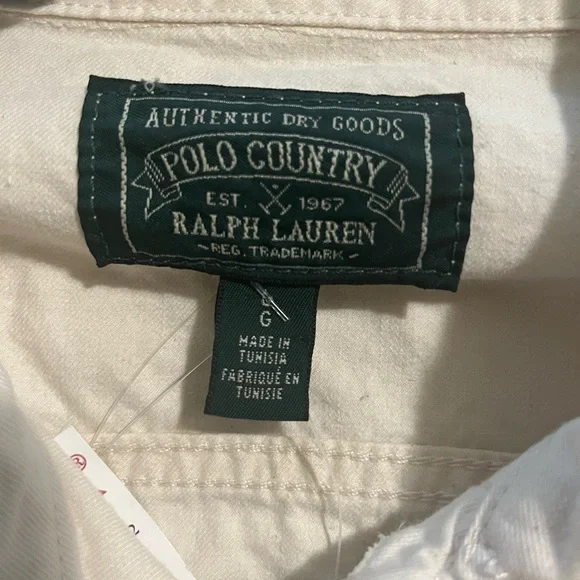 AUTHENTIC DRY GOODS
POLO COUNTRY
EST. 1967
RALPH LAUREN
-REG. TRADEMARK-
G
MADE IN
TUNISIA
FABRIQUÉ EN
TUNISIE